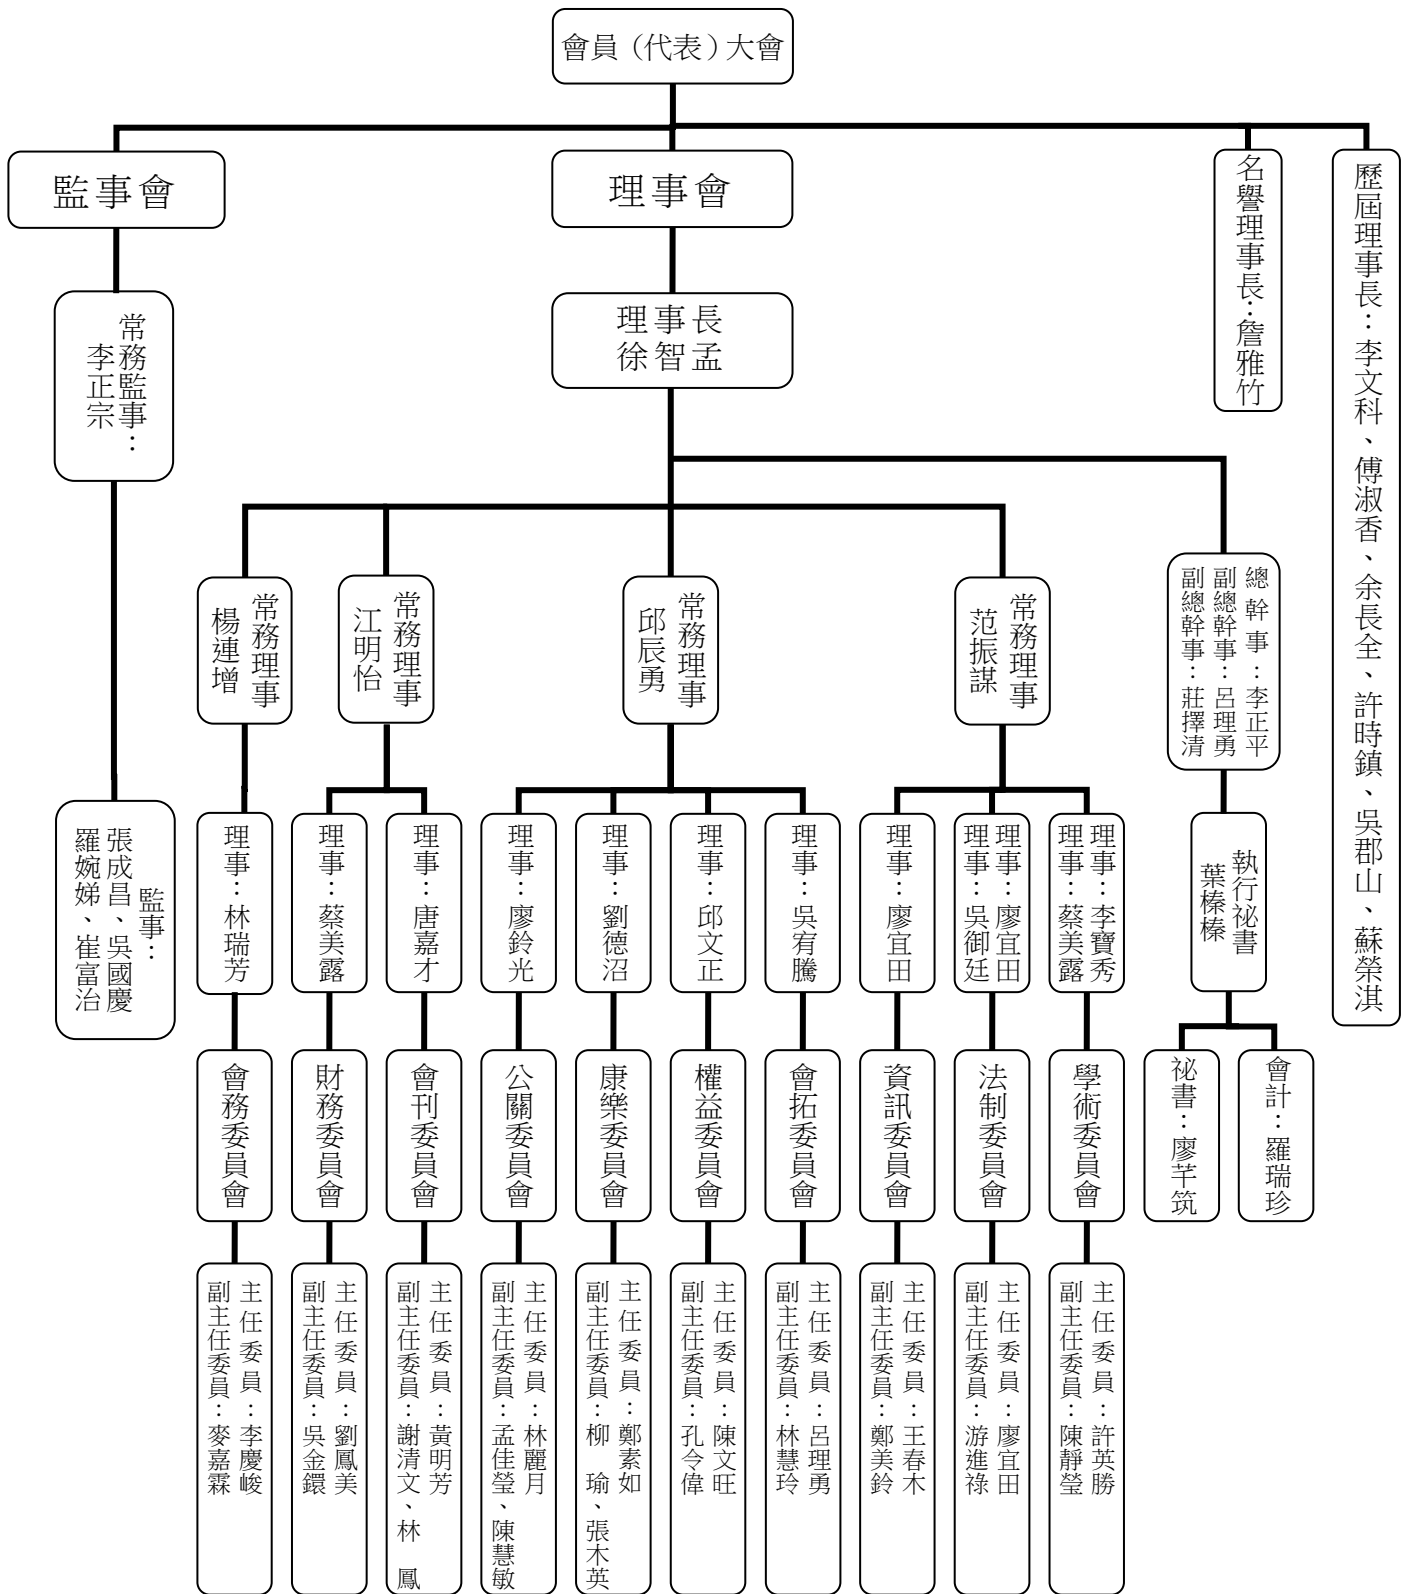 會員（代表）大會
監事會
理事會
名譽理事長：詹雅竹
歷屆理事長：李文科、傅淑香、余長全、許時鎮、吳郡山、蘇榮淇
常務監事：
李正宗
理事長
徐智孟
監事：
張成昌、吳國慶
羅婉娣、崔富治
常務理事
楊連增
常務理事
江明怡
常務理事
邱辰勇
常務理事
范振謀
總幹事：李正平
副總幹事：呂理勇
副總幹事：莊擇清
理事：林瑞芳
理事：蔡美露
理事：唐嘉才
理事：廖鈴光
理事：劉德沼
理事：邱文正
理事：吳宥騰
理事：廖宜田
理事：廖宜田
理事：吳御廷
理事：李寶秀
理事：蔡美露
執行祕書
葉榛榛
會務委員會
財務委員會
會刊委員會
公關委員會
康樂委員會
權益委員會
會拓委員會
資訊委員會
法制委員會
學術委員會
祕書：廖芊筑
會計：羅瑞珍
主任委員：李慶峻
副主任委員：麥嘉霖
主任委員：劉鳳美
副主任委員：吳金鐶
主任委員：黃明芳
副主任委員：謝清文、林　鳳
主任委員：林麗月
副主任委員：孟佳瑩、陳慧敏
主任委員：鄭素如
副主任委員：柳　瑜、張木英
主任委員：陳文旺
副主任委員：孔令偉
主任委員：呂理勇
副主任委員：林慧玲
主任委員：王春木
副主任委員：鄭美鈴
主任委員：廖宜田
副主任委員：游進祿
主任委員：許英勝
副主任委員：陳靜瑩